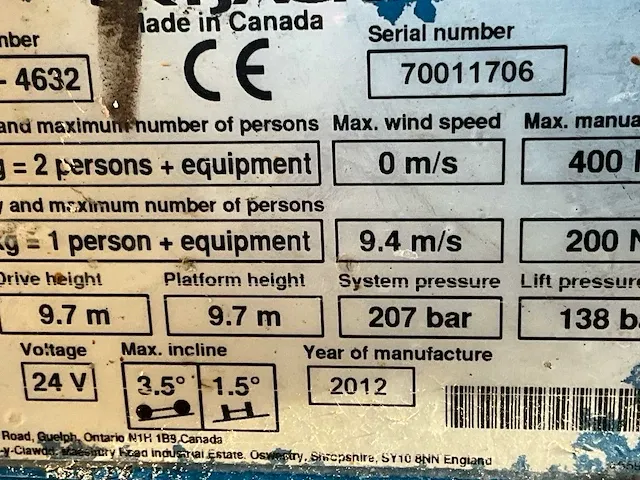 Made in Canada
Serial number
- 4632
CE
70011706
and maximum number of persons
Max. wind speed
Max. manua
g = 2 persons + equipment
0 m/s
400
y and maximum number of persons
kg = 1 person + equipment
9.4 m/s
200 N
Drive height
Platform height
System pressure
Lift pressure
9.7 m
9.7 m
207 bar
138 b
Voltage
Max. incline
Year of manufacture
24 V
3.5°
1.5°
2012
Road, Guelph, Ontario N1H 1B9 Canada
-y-Clawdd, Maesbury Road Industrial Estate, Oswestry, Shropshire, SY10 8NN England